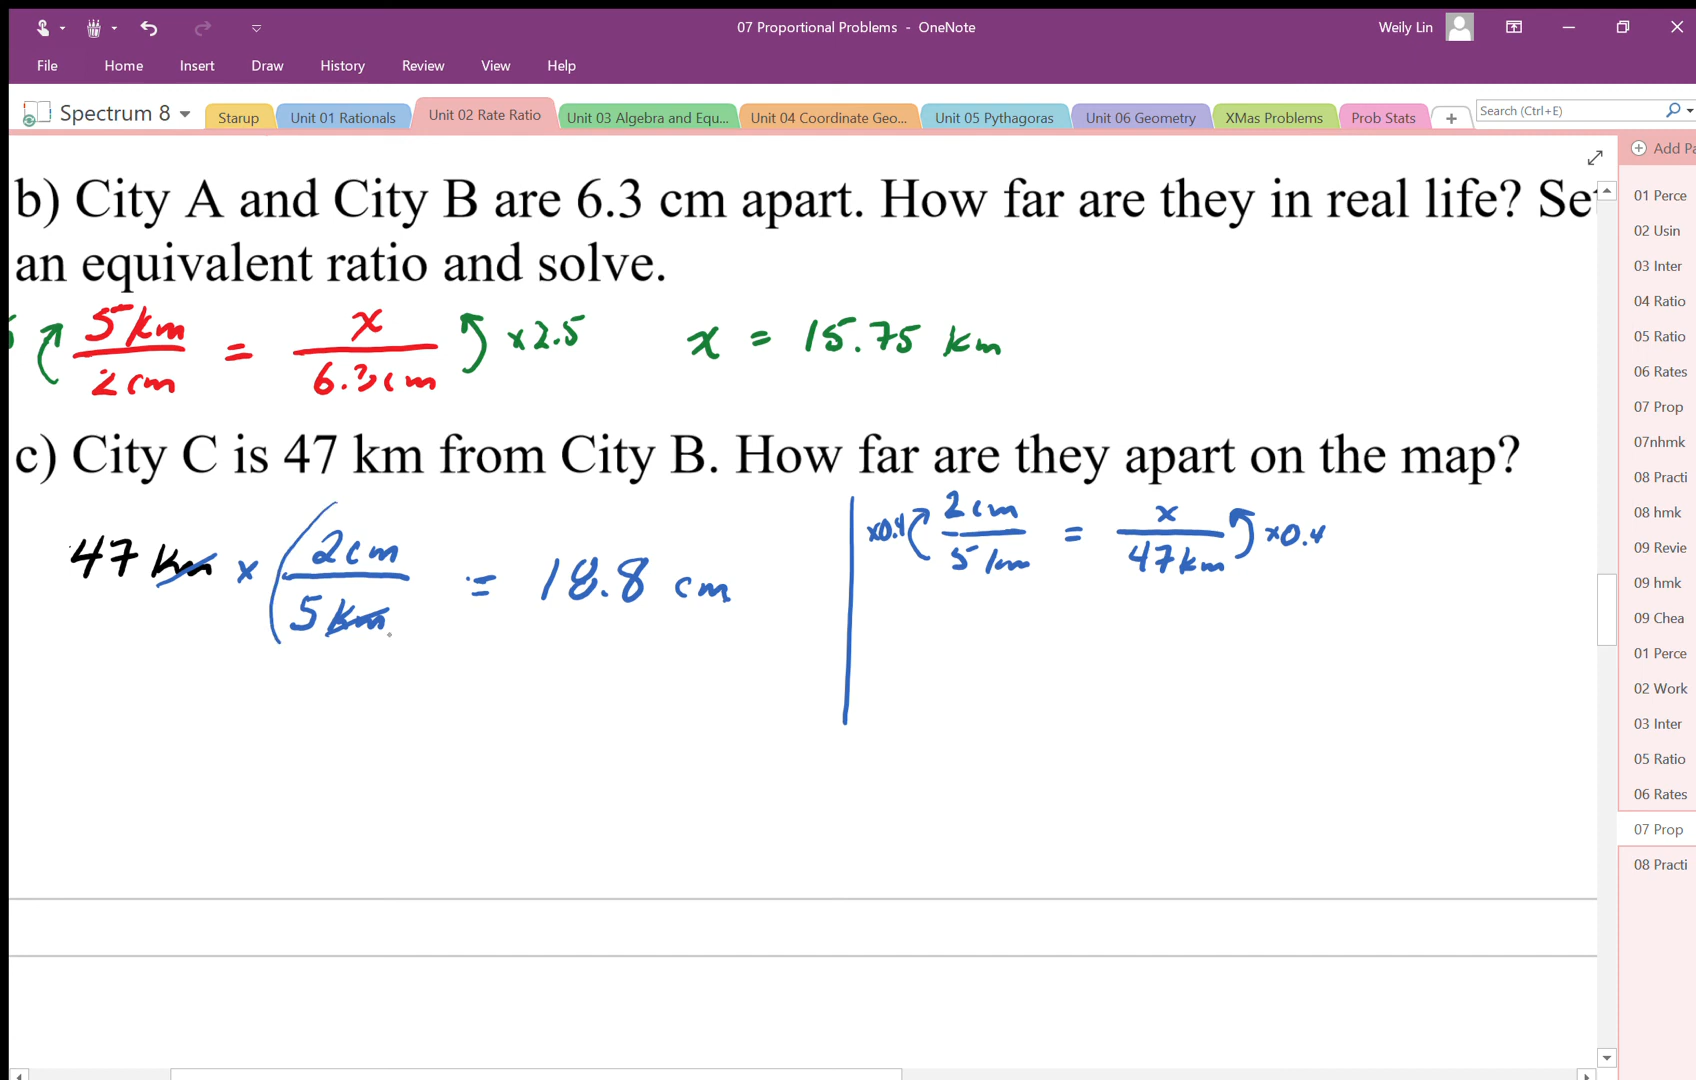 07 Proportional Problems - OneNote
Weily Lin
File Home Insert Draw History Review View Help
Spectrum 8
Starup
Unit 01 Rationals
Unit 02 Rate Ratio
Unit 03 Algebra and Equ...
Unit 04 Coordinate Geo...
Unit 05 Pythagoras
Unit 06 Geometry
XMas Problems
Prob Stats
+
Search (Ctrl+E)
b) City A and City B are 6.3 cm apart. How far are they in real life? Se
an equivalent ratio and solve.
5 km / 2 cm = x / 6.3 cm ×2.5 x = 15.75 km
c) City C is 47 km from City B. How far are they apart on the map?
47 km × (2 cm / 5 km = 18.8 cm
×0.4 2 cm / 5 km = x / 47 km ×0.4
Add Pa
01 Perce
02 Usin
03 Inter
04 Ratio
05 Ratio
06 Rates
07 Prop
07nhmk
08 Practi
08 hmk
09 Revie
09 hmk
09 Chea
01 Perce
02 Work
03 Inter
05 Ratio
06 Rates
07 Prop
08 Practi